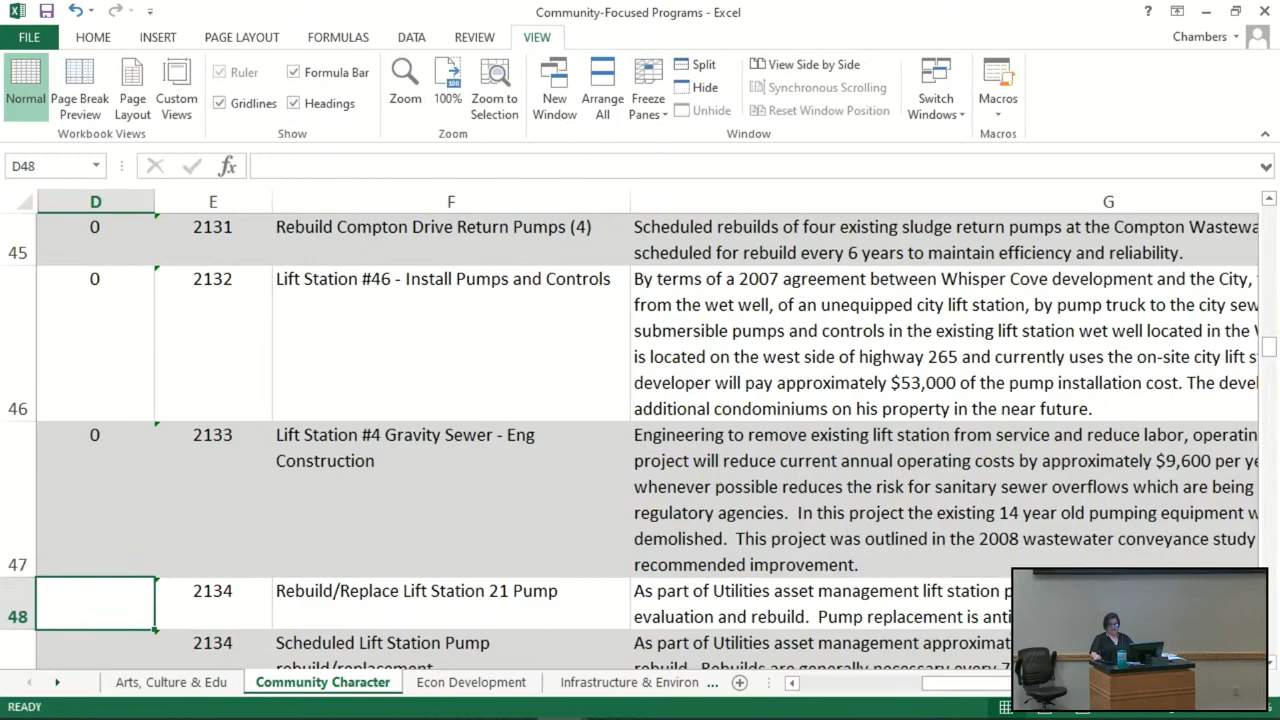 Community-Focused Programs - Excel
FILE HOME INSERT PAGE LAYOUT FORMULAS DATA REVIEW VIEW Chambers
Normal Page Break Preview Page Layout Custom Views
Workbook Views
Ruler Formula Bar
Gridlines Headings
Show
Zoom 100% Zoom to Selection
Zoom
New Window Arrange All Freeze Panes
Split
Hide
Unhide
View Side by Side
Synchronous Scrolling
Reset Window Position
Window
Switch Windows
Macros
Macros
D48 fx
D E F G
45 0 2131 Rebuild Compton Drive Return Pumps (4)
Scheduled rebuilds of four existing sludge return pumps at the Compton Wastewa
scheduled for rebuild every 6 years to maintain efficiency and reliability.
46 0 2132 Lift Station #46 - Install Pumps and Controls
By terms of a 2007 agreement between Whisper Cove development and the City,
from the wet well, of an unequipped city lift station, by pump truck to the city sew
submersible pumps and controls in the existing lift station wet well located in the
is located on the west side of highway 265 and currently uses the on-site city lift s
developer will pay approximately $53,000 of the pump installation cost. The deve
additional condominiums on his property in the near future.
47 0 2133 Lift Station #4 Gravity Sewer - Eng
Construction
Engineering to remove existing lift station from service and reduce labor, operatin
project will reduce current annual operating costs by approximately $9,600 per ye
whenever possible reduces the risk for sanitary sewer overflows which are being
regulatory agencies. In this project the existing 14 year old pumping equipment w
demolished. This project was outlined in the 2008 wastewater conveyance study
recommended improvement.
48 2134 Rebuild/Replace Lift Station 21 Pump
As part of Utilities asset management lift station p
evaluation and rebuild. Pump replacement is anti
2134 Scheduled Lift Station Pump
rebuild/replacement
As part of Utilities asset management approximat
rebuild. Rebuilds are generally necessary every 7
Arts, Culture & Edu Community Character Econ Development Infrastructure & Environ ...
READY